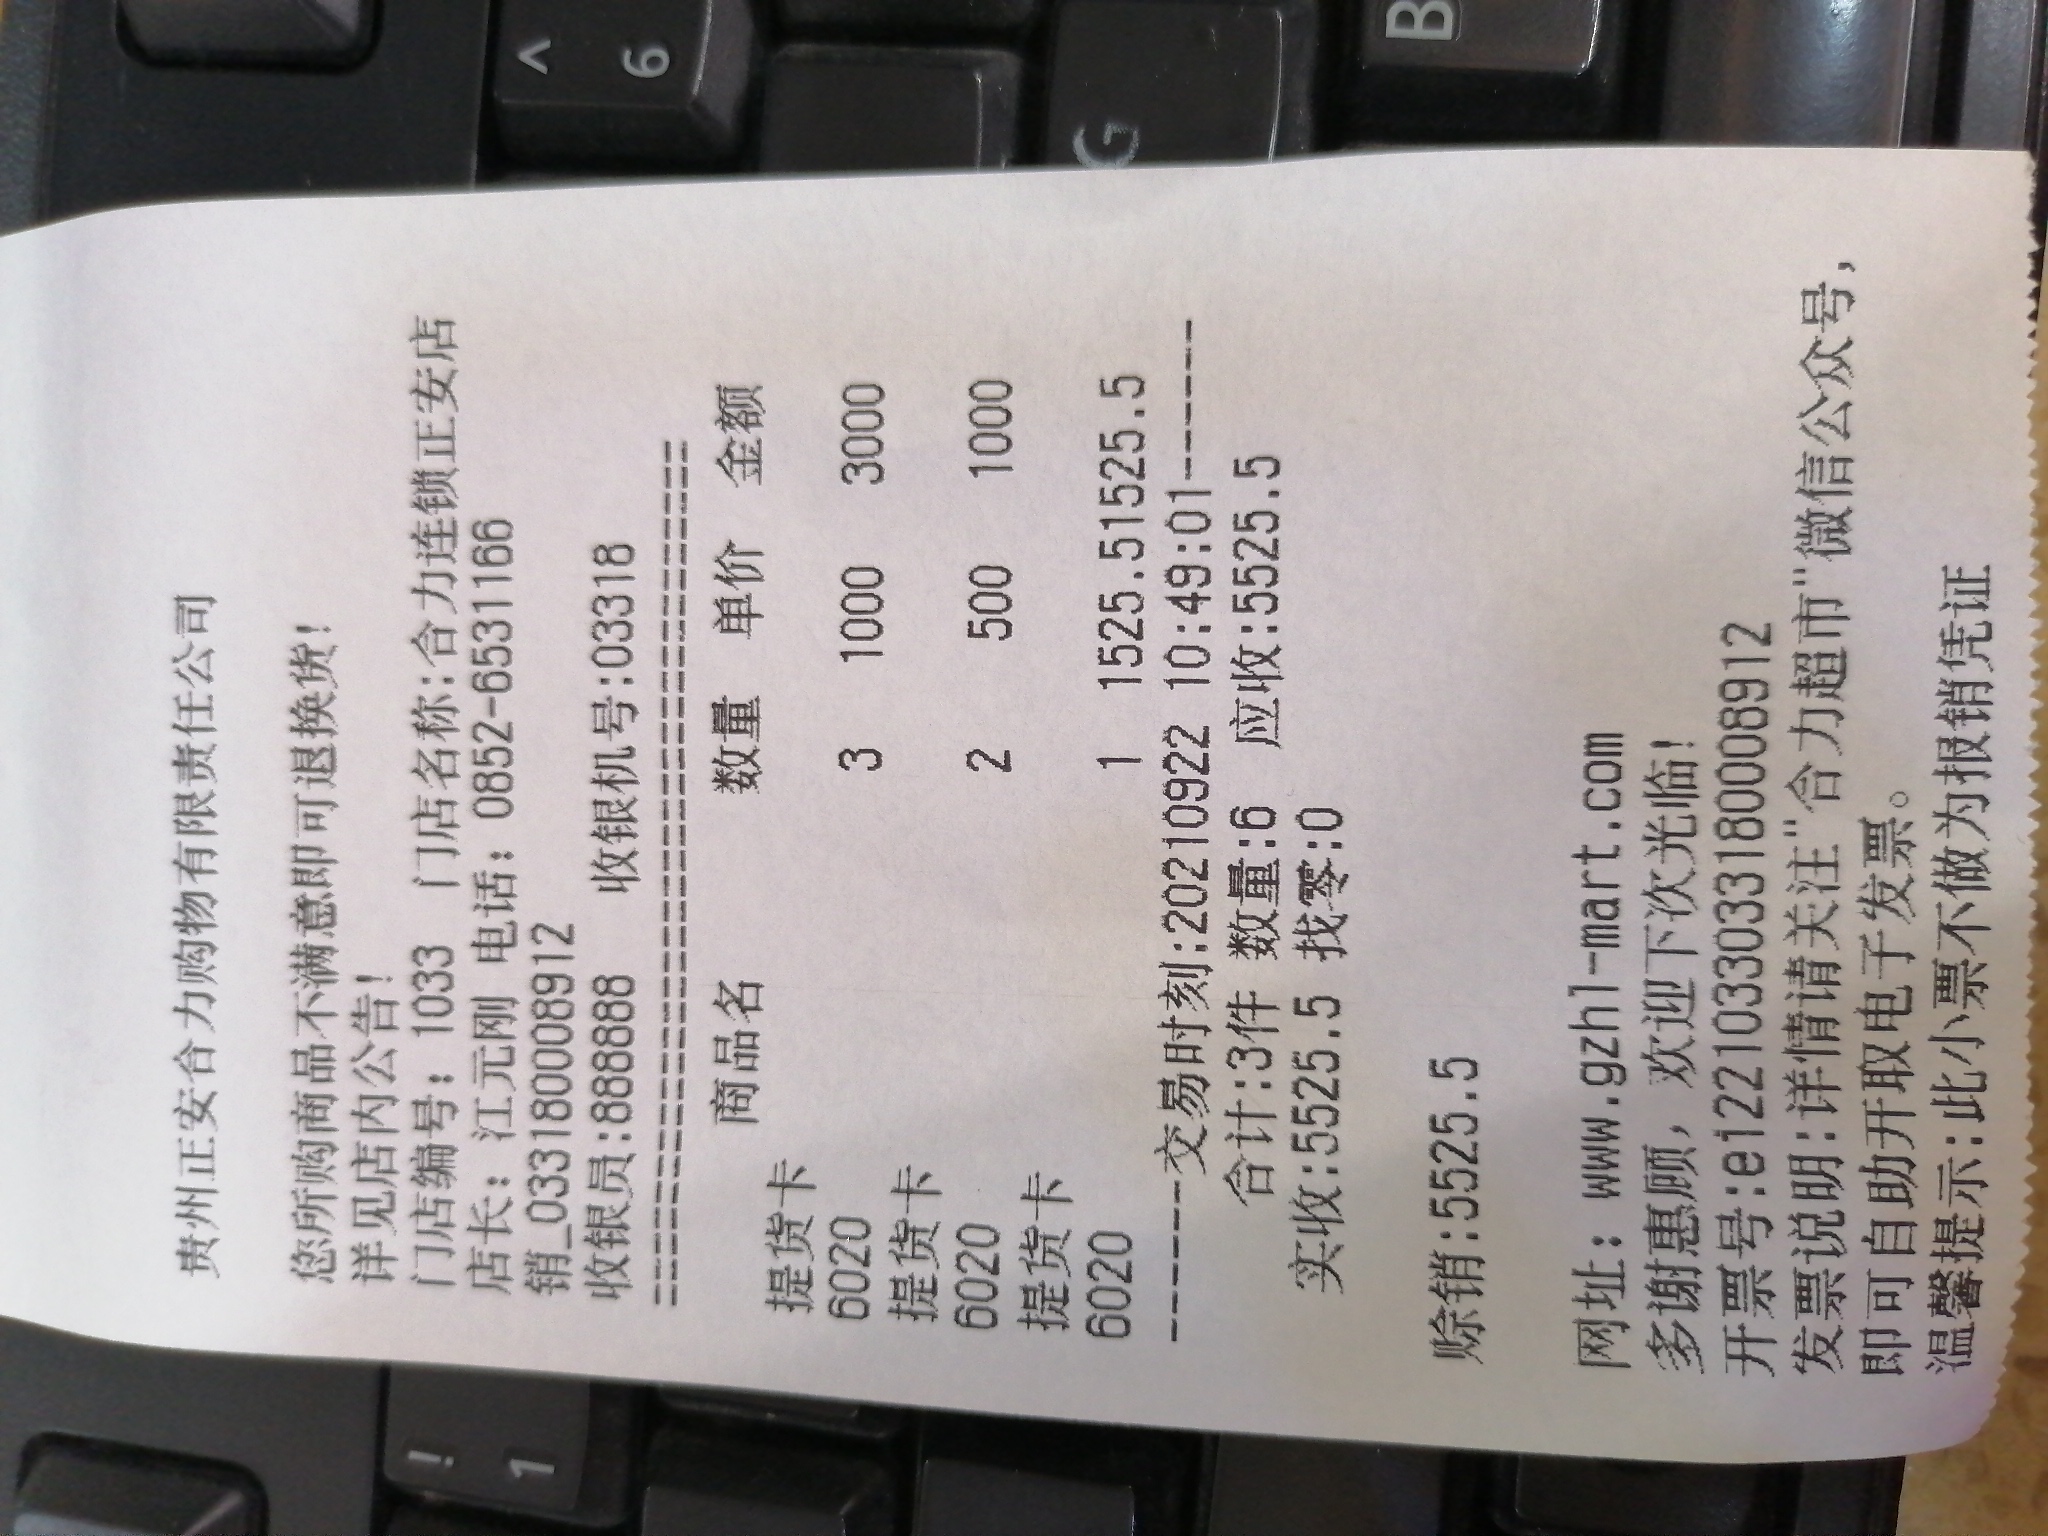 贵州正安合力购物有限责任公司
您所购商品不满意即可退换货!
详见店内公告!
门店编号: 1033 门店名称:合力连锁正安店
店长: 江元刚 电话: 0852-6531166
销_0331800008912
收银员:888888 收银机号:03318
========================================
商品名 数量 单价 金额
提货卡
6020 3 1000 3000
提货卡
6020 2 500 1000
提货卡
6020 1 1525.51525.5
-------交易时刻:20210922 10:49:01-------
合计:3件 数量:6 应收:5525.5
实收:5525.5 找零:0
赊销:5525.5
网址: www.gzhl-mart.com
多谢惠顾, 欢迎下次光临!
开票号:ei2210330331800008912
发票说明:详情请关注"合力超市"微信公众号,
即可自助开取电子发票。
温馨提示:此小票不做为报销凭证
^
6
G
B
!
1